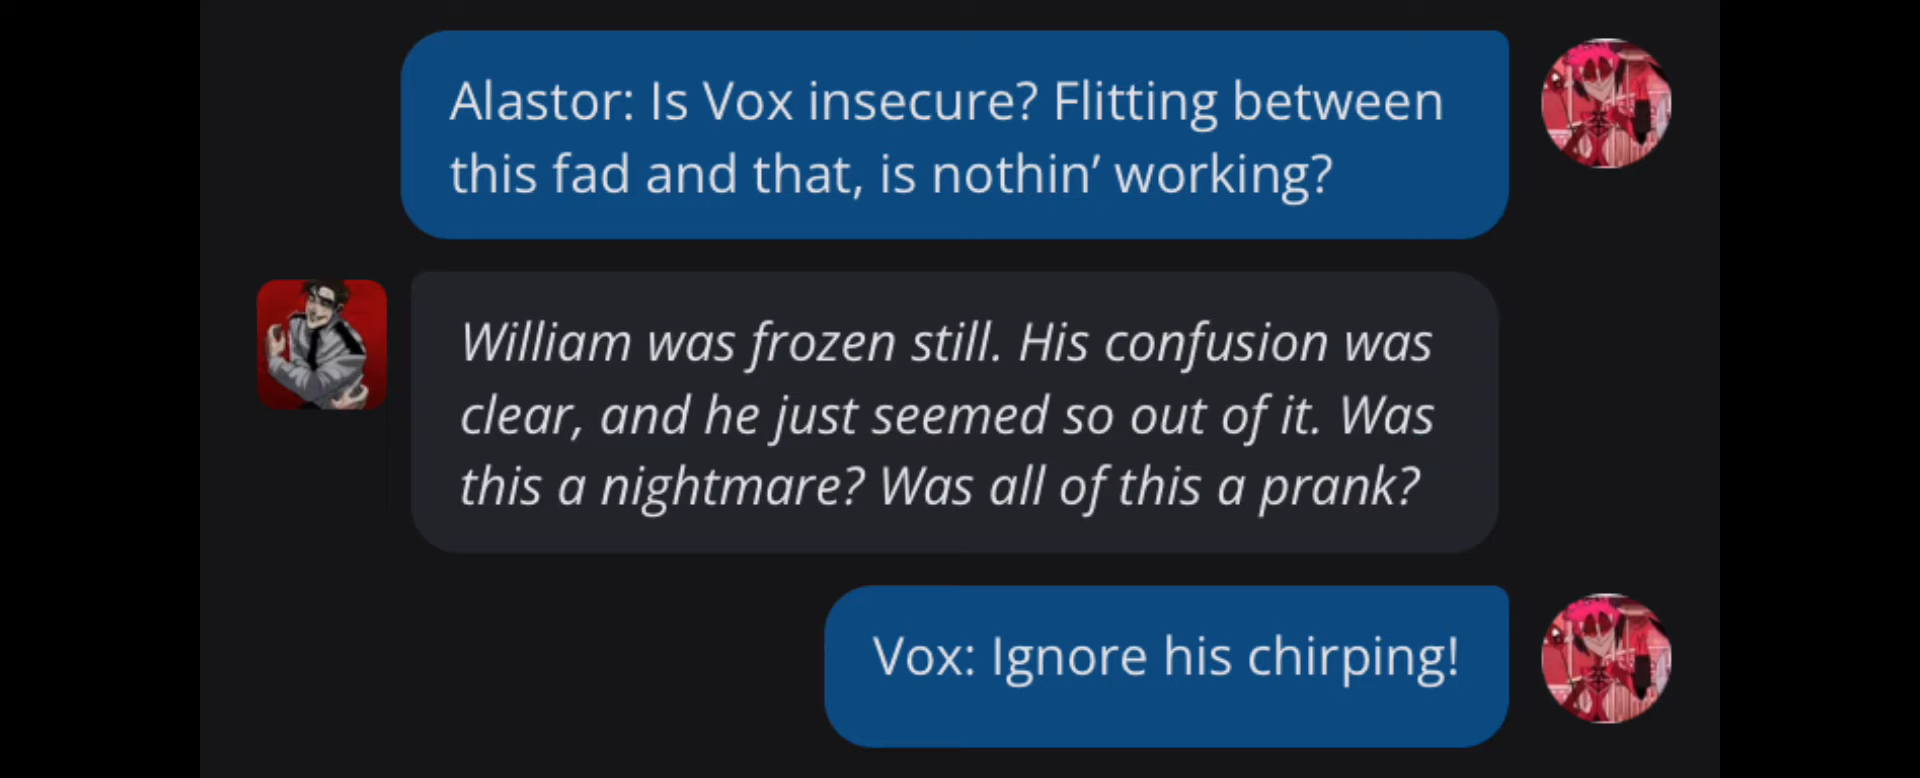 Alastor: Is Vox insecure? Flitting between
this fad and that, is nothin’ working?
William was frozen still. His confusion was
clear, and he just seemed so out of it. Was
this a nightmare? Was all of this a prank?
Vox: Ignore his chirping!